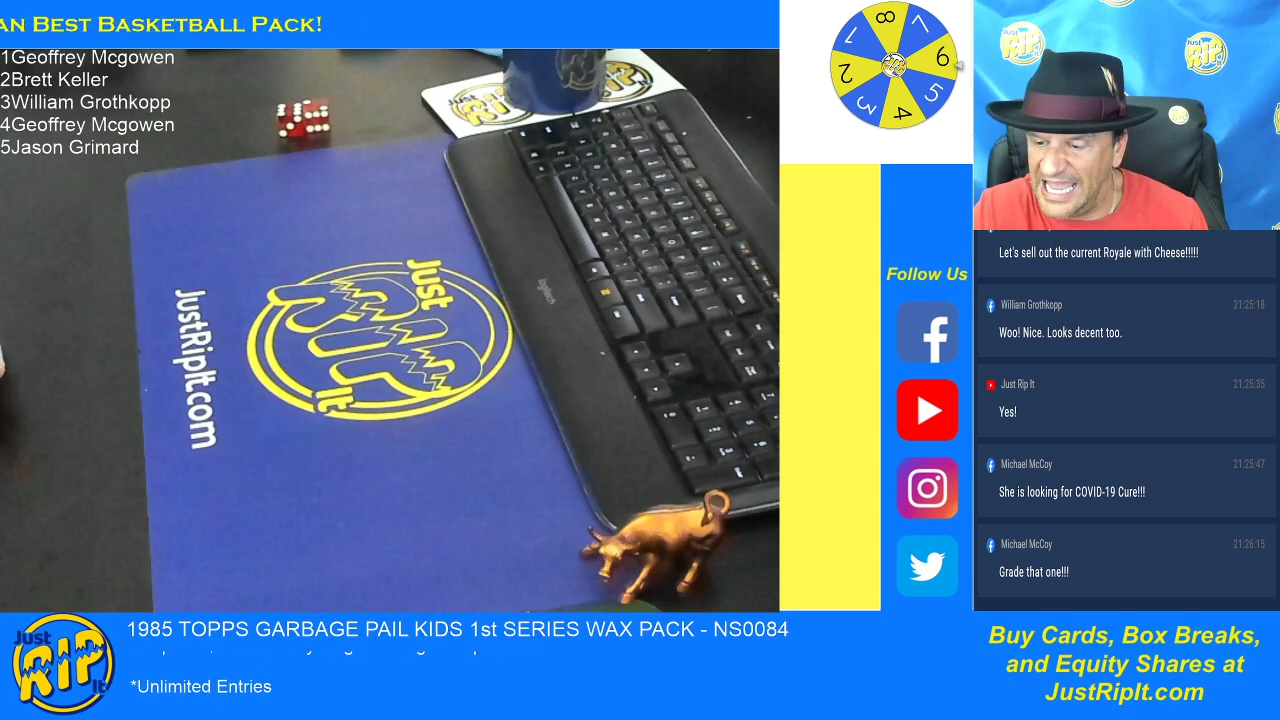 AN BEST BASKETBALL PACK!
1Geoffrey Mcgowen
2Brett Keller
3William Grothkopp
4Geoffrey Mcgowen
5Jason Grimard
Just
RIP
It
JustRipIt.com
logitech
8
7
6
5
4
3
2
1
Follow Us
Let's sell out the current Royale with Cheese!!!!!
William Grothkopp 21:25:18
Woo! Nice. Looks decent too.
Just Rip It 21:25:35
Yes!
Michael McCoy 21:25:47
She is looking for COVID-19 Cure!!!
Michael McCoy 21:26:15
Grade that one!!!
Just
RIP
It
1985 TOPPS GARBAGE PAIL KIDS 1st SERIES WAX PACK - NS0084
*Unlimited Entries
Buy Cards, Box Breaks,
and Equity Shares at
JustRipIt.com